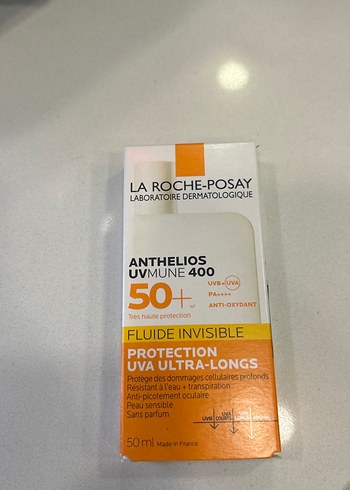 LA ROCHE-POSAY
LABORATOIRE DERMATOLOGIQUE
ANTHELIOS
UVMUNE 400
50+
UVB+UVA
PA++++
ANTI-OXYDANT
Très haute protection
FLUIDE INVISIBLE
PROTECTION
UVA ULTRA-LONGS
Protège des dommages cellulaires profonds
Résistant à l'eau + transpiration
Anti-picotement oculaire
Peau sensible
Sans parfum
UVB
UVA
50 ml Made in France